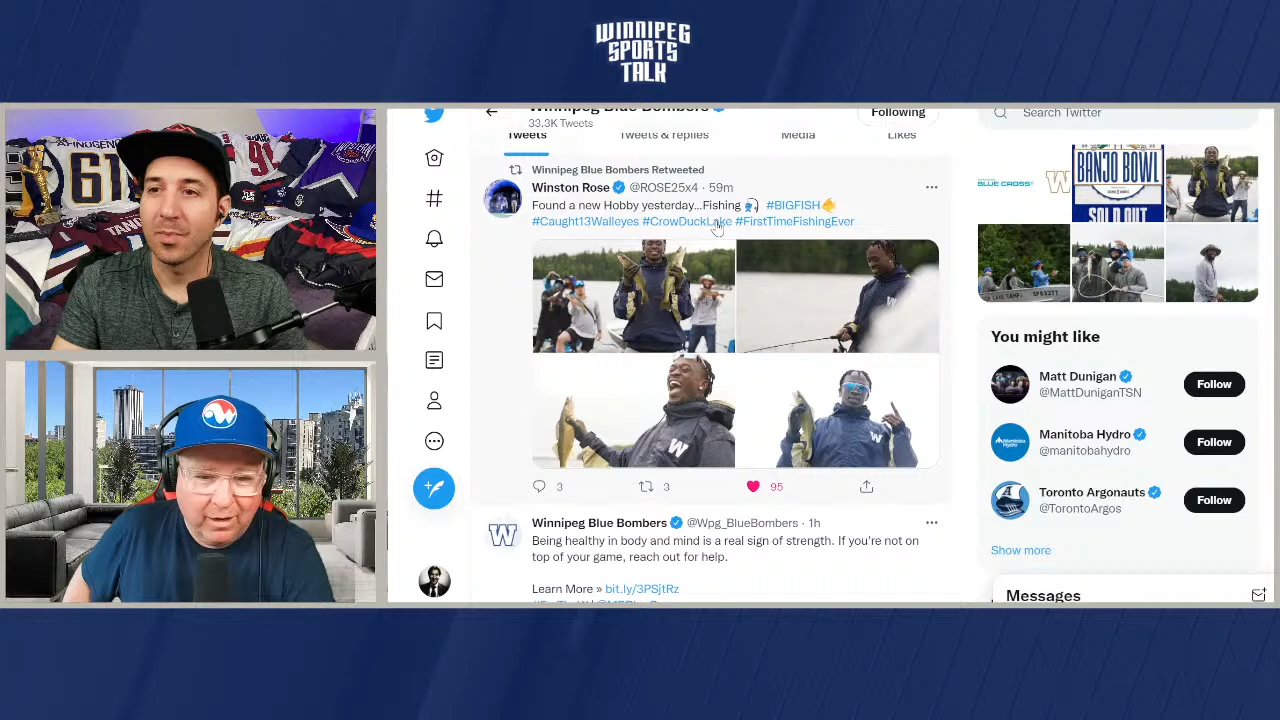 WINNIPEG
SPORTS
TALK
Winnipeg Blue Bombers
33.3K Tweets
Following
Search Twitter
Tweets
Tweets & replies
Media
Likes
Winnipeg Blue Bombers Retweeted
Winston Rose @ROSE25x4 · 59m
Found a new Hobby yesterday...Fishing 🎣 #BIGFISH🐠
#Caught13Walleyes #CrowDuckLake #FirstTimeFishingEver
3
3
95
Winnipeg Blue Bombers @Wpg_BlueBombers · 1h
Being healthy in body and mind is a real sign of strength. If you're not on
top of your game, reach out for help.
Learn More » bit.ly/3PSjtRz
BLUE CROSS
W
BANJO BOWL
SOLD OUT
You might like
Matt Dunigan
@MattDuniganTSN
Follow
Manitoba Hydro
@manitobahydro
Follow
Toronto Argonauts
@TorontoArgos
Follow
Show more
Messages
61
W
W
W